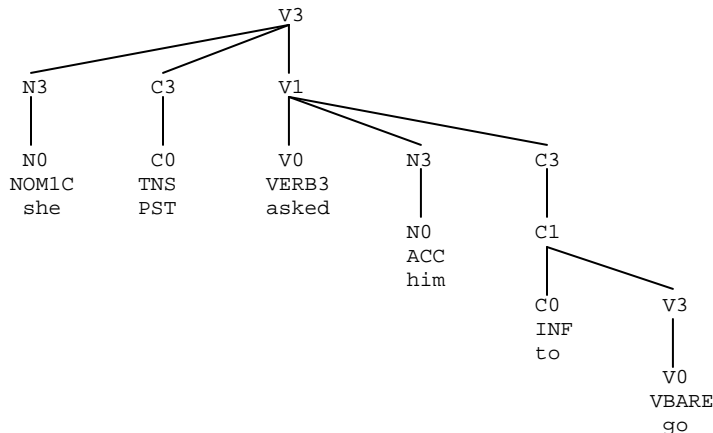 V3
N3 C3 V1
N0 C0 V0 N3 C3
NOM1C TNS VERB3
she PST asked
N0 C1
ACC
him
C0 V3
INF
to
V0
VBARE
go